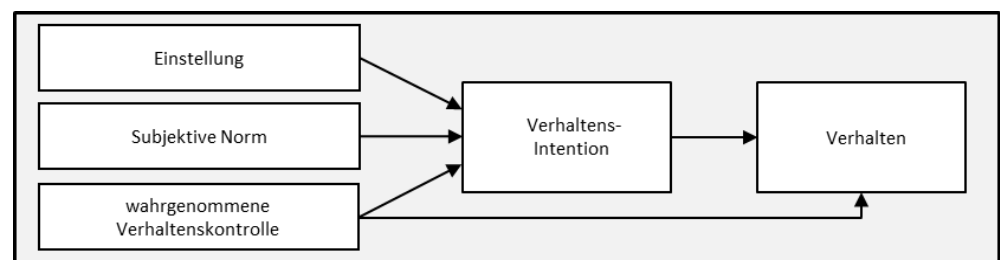 Einstellung
Subjektive Norm
wahrgenommene
Verhaltenskontrolle
Verhaltens-
Intention
Verhalten